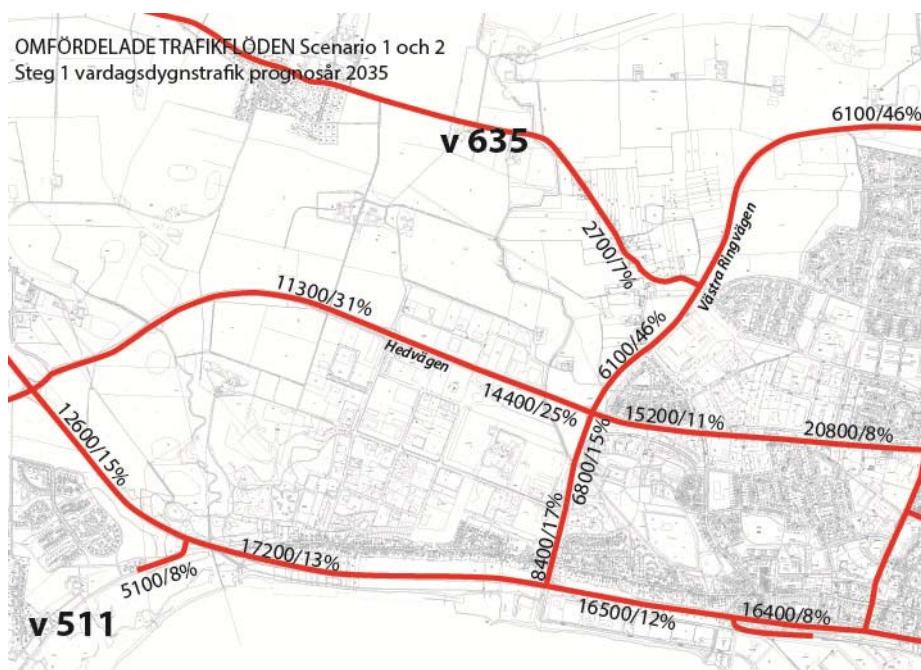 OMFÖRDELADE TRAFIKFLÖDEN Scenario 1 och 2
Steg 1 vardagsdygnstrafik prognosår 2035
v 635
6100/46%
2700/7%
Västra Ringvägen
11300/31%
Hedvägen
6100/46%
14400/25%
15200/11%
20800/8%
12600/15%
6800/15%
8400/17%
17200/13%
5100/8%
16500/12%
16400/8%
v 511